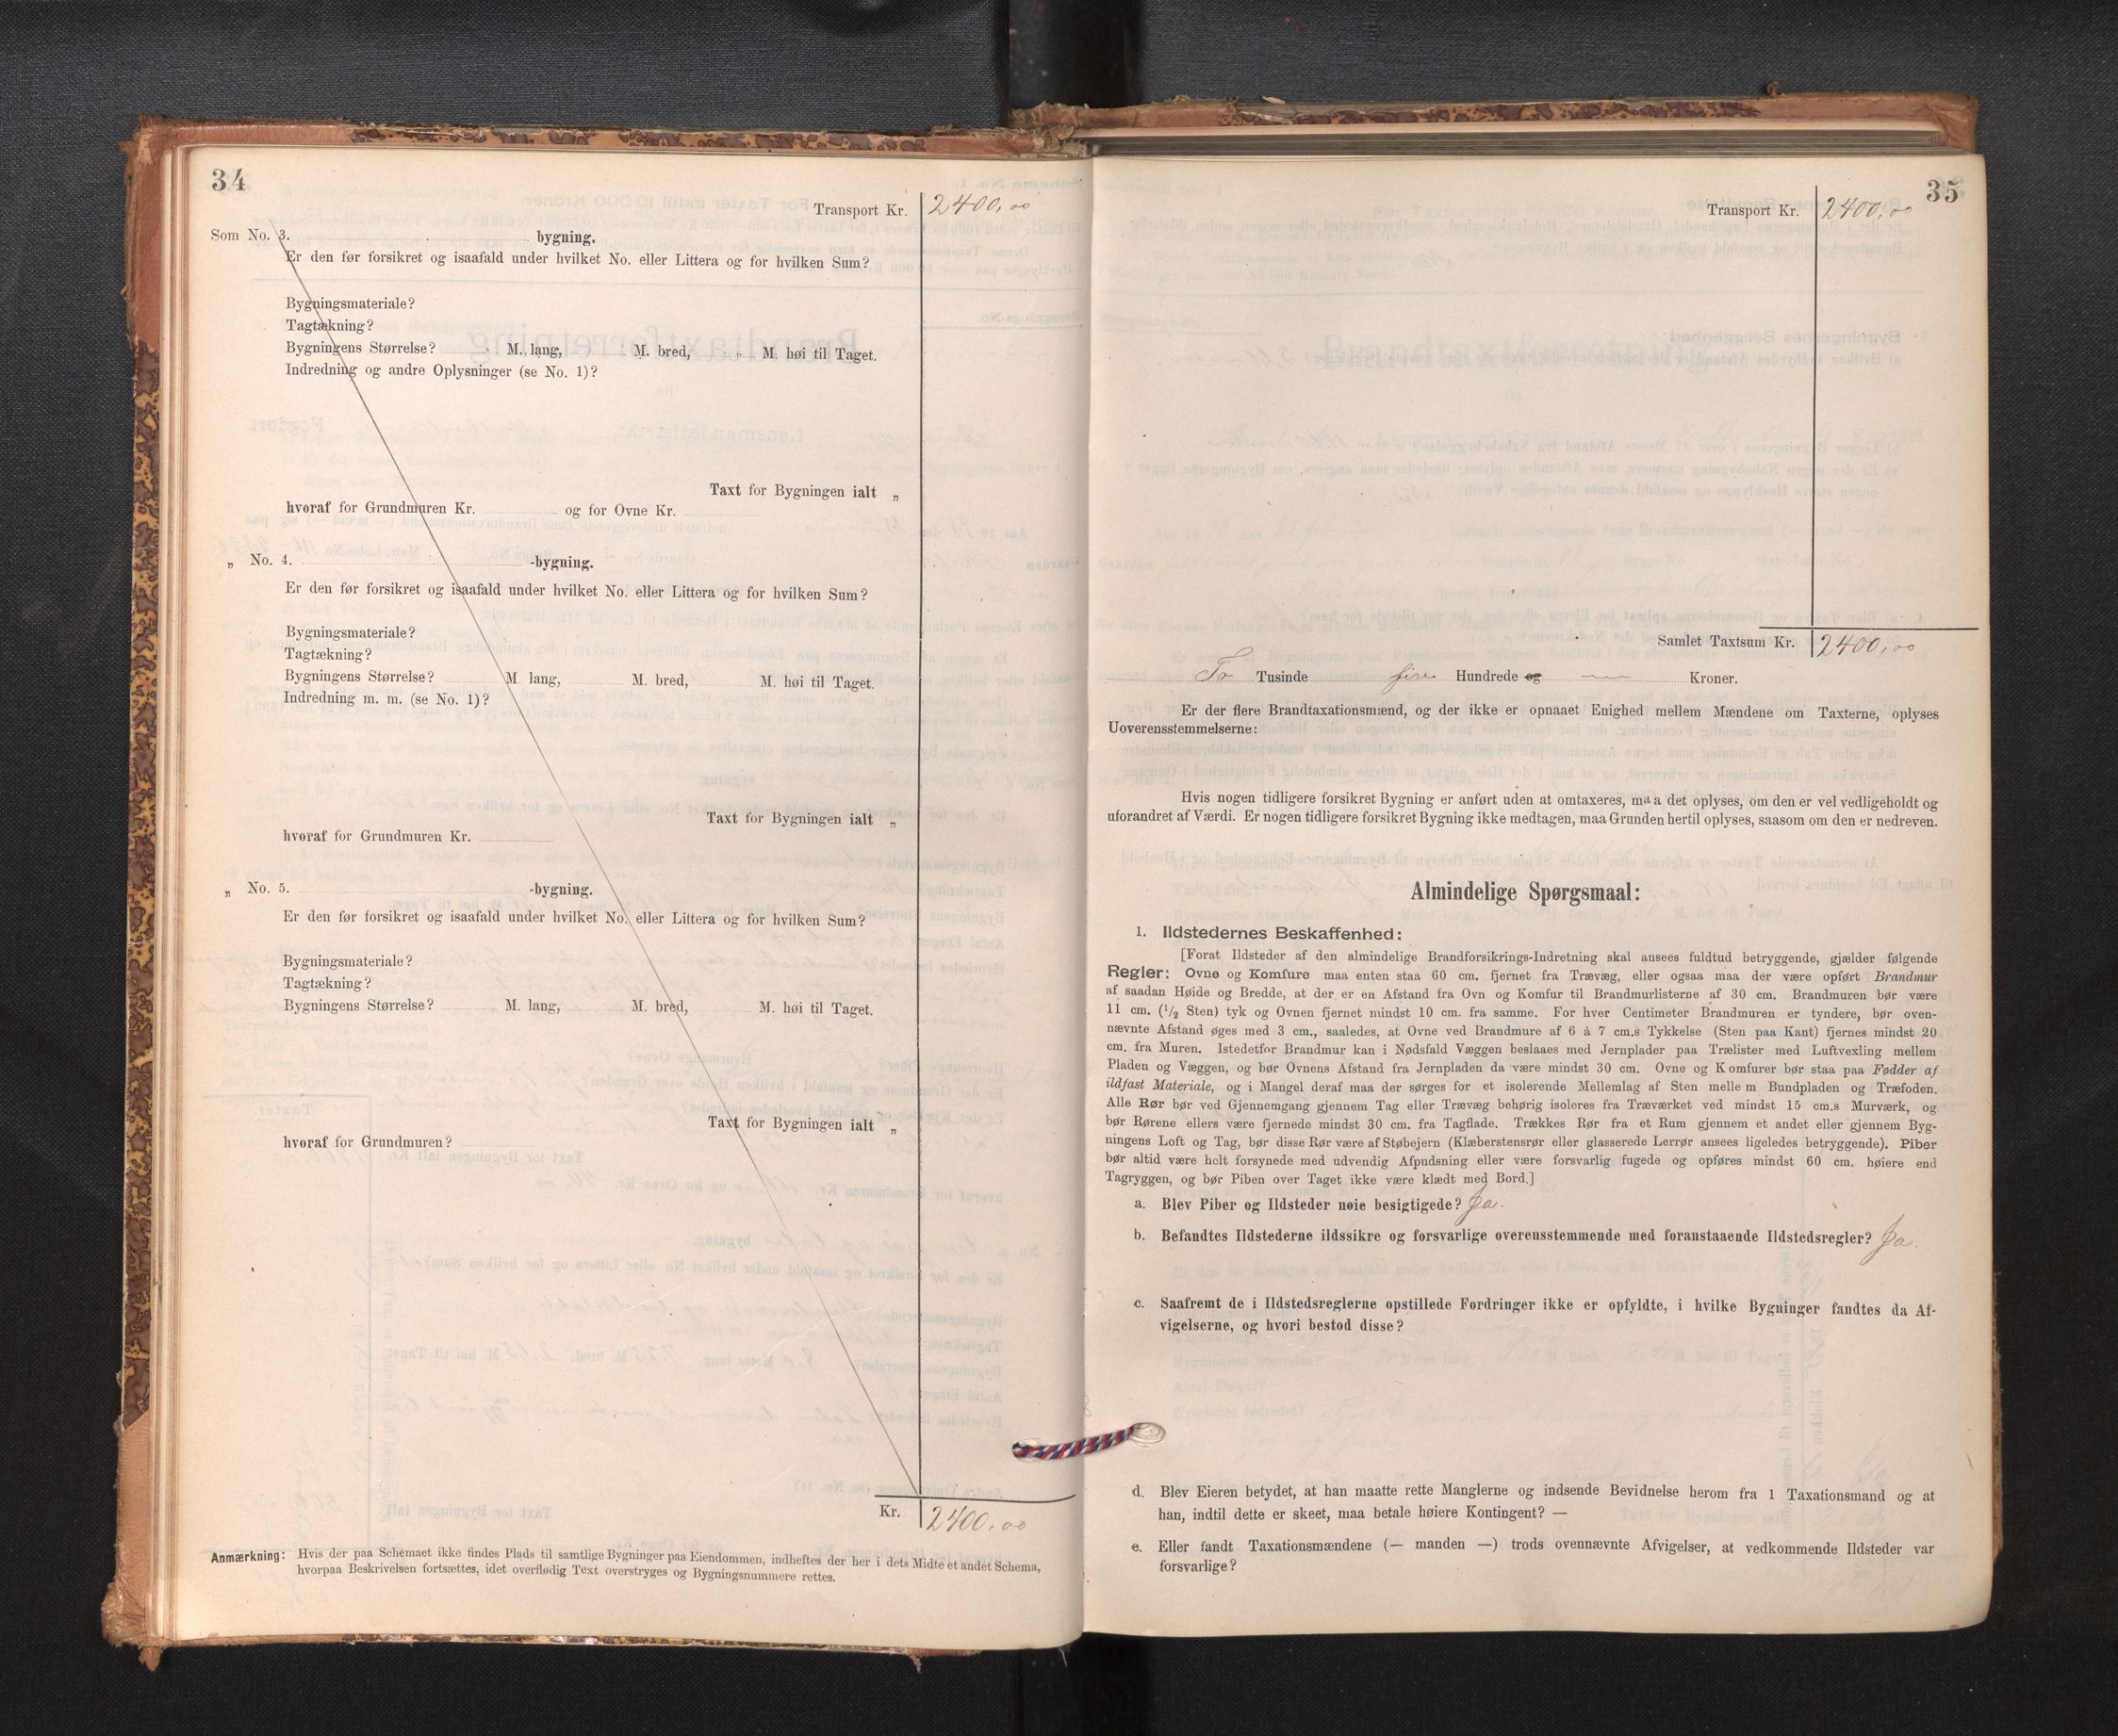 34
Transport Kr. 2400,00
Som No. 3. bygning.
Er den før forsikret og isaafald under hvilket No. eller Littera og for hvilken Sum?
Bygningsmateriale?
Tagtækning?
Bygningens Størrelse? M. lang, M. bred, M. høi til Taget.
Indredning og andre Oplysninger (se No. 1)?
Taxt for Bygningen ialt „
hvoraf for Grundmuren Kr. og for Ovne Kr.
„ No. 4. -bygning.
Er den før forsikret og isaafald under hvilket No. eller Littera og for hvilken Sum?
Bygningsmateriale?
Tagtækning?
Bygningens Størrelse? M. lang, M. bred, M. høi til Taget.
Indredning m. m. (se No. 1)?
Taxt for Bygningen ialt „
hvoraf for Grundmuren Kr.
„ No. 5. -bygning.
Er den før forsikret og isaafald under hvilket No. eller Littera og for hvilken Sum?
Bygningsmateriale?
Tagtækning?
Bygningens Størrelse? M. lang, M. bred, M. høi til Taget.
Taxt for Bygningen ialt „
hvoraf for Grundmuren?
Kr. 2400,00
Anmærkning: Hvis der paa Schemaet ikke findes Plads til samtlige Bygninger paa Eiendommen, indheftes der her i dets Midte et andet Schema,
hvorpaa Beskrivelsen fortsættes, idet overflødig Text overstryges og Bygningsnummere rettes.
35
Transport Kr. 2400,00
Samlet Taxtsum Kr. 2400,00
To Tusinde fire Hundrede og — Kroner.
Er der flere Brandtaxationsmænd, og der ikke er opnaaet Enighed mellem Mændene om Taxterne, oplyses
Uoverensstemmelserne:
Hvis nogen tidligere forsikret Bygning er anført uden at omtaxeres, maa det oplyses, om den er vel vedligeholdt og
uforandret af Værdi. Er nogen tidligere forsikret Bygning ikke medtagen, maa Grunden hertil oplyses, saasom om den er nedreven.
Almindelige Spørgsmaal:
1. Ildstedernes Beskaffenhed:
[Forat Ildsteder af den almindelige Brandforsikrings-Indretning skal ansees fuldtud betryggende, gjælder følgende
Regler: Ovne og Komfure maa enten staa 60 cm. fjernet fra Trævæg, eller ogsaa maa der være opført Brandmur
af saadan Høide og Bredde, at der er en Afstand fra Ovn og Komfur til Brandmurlisterne af 30 cm. Brandmuren bør være
11 cm. (1/2 Sten) tyk og Ovnen fjernet mindst 10 cm. fra samme. For hver Centimeter Brandmuren er tyndere, bør oven-
nævnte Afstand øges med 3 cm., saaledes, at Ovne ved Brandmure af 6 à 7 cm.s Tykkelse (Sten paa Kant) fjernes mindst 20
cm. fra Muren. Istedetfor Brandmur kan i Nødsfald Væggen beslaaes med Jernplader paa Trælister med Luftvexling mellem
Pladen og Væggen, og bør Ovnens Afstand fra Jernpladen da være mindst 30 cm. Ovne og Komfurer bør staa paa Fødder af
ildfast Materiale, og i Mangel deraf maa der sørges for et isolerende Mellemlag af Sten mellem Bundpladen og Træfoden.
Alle Rør bør ved Gjennemgang gjennem Tag eller Trævæg behørig isoleres fra Træværket ved mindst 15 cm.s Murværk, og
bør Rørene ellers være fjernede mindst 30 cm. fra Tagflade. Trækkes Rør fra et Rum gjennem et andet eller gjennem Byg-
ningens Loft og Tag, bør disse Rør være af Støbejern (Klæberstensrør eller glasserede Lerrør ansees ligeledes betryggende). Piber
bør altid være helt forsynede med udvendig Afpudsning eller være forsvarlig fugede og opføres mindst 60 cm. høiere end
Tagryggen, og bør Piben over Taget ikke være klædt med Bord.]
a. Blev Piber og Ildsteder nøie besigtigede? Ja.
b. Befandtes Ildstederne ildssikre og forsvarlige overensstemmende med foranstaaende Ildstedsregler? Ja.
c. Saafremt de i Ildstedsreglerne opstillede Fordringer ikke er opfyldte, i hvilke Bygninger fandtes da Af-
vigelserne, og hvori bestod disse?
d. Blev Eieren betydet, at han maatte rette Manglerne og indsende Bevidnelse herom fra 1 Taxationsmand og at
han, indtil dette er skeet, maa betale høiere Kontingent? —
e. Eller fandt Taxationsmændene (— manden —) trods ovennævnte Afvigelser, at vedkommende Ildsteder var
forsvarlige?